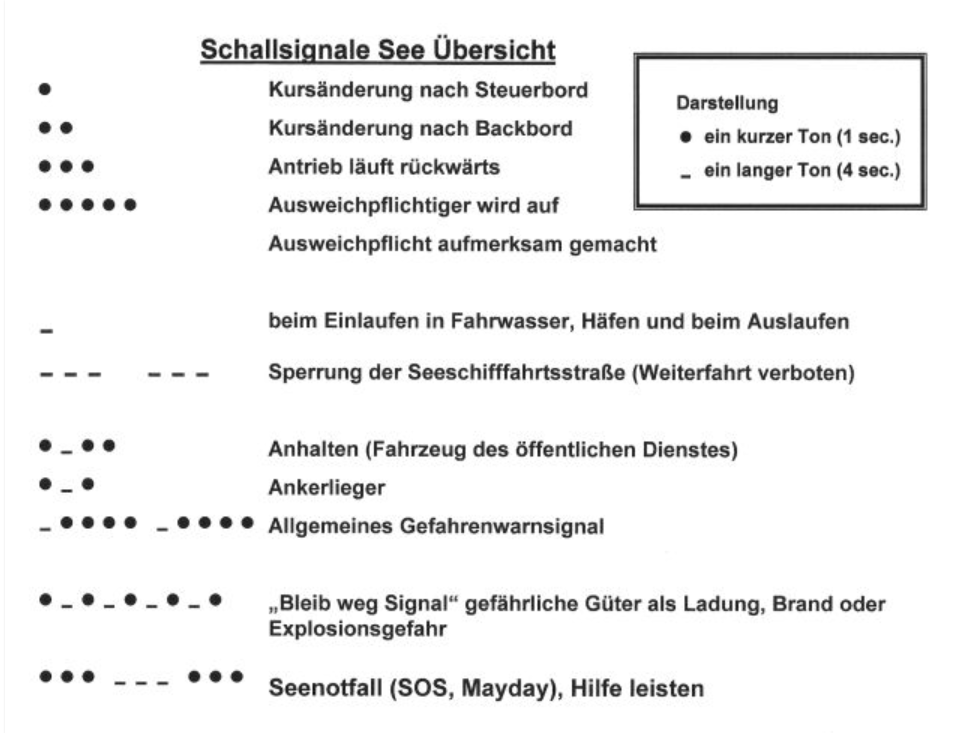 Schallsignale See Übersicht
● Kursänderung nach Steuerbord
● ● Kursänderung nach Backbord
● ● ● Antrieb läuft rückwärts
● ● ● ● ● Ausweichpflichtiger wird auf
Ausweichpflicht aufmerksam gemacht
Darstellung
● ein kurzer Ton (1 sec.)
– ein langer Ton (4 sec.)
– beim Einlaufen in Fahrwasser, Häfen und beim Auslaufen
– – –   – – – Sperrung der Seeschifffahrtsstraße (Weiterfahrt verboten)
● – ● ● Anhalten (Fahrzeug des öffentlichen Dienstes)
● – ● Ankerlieger
– ● ● ● ●  – ● ● ● ● Allgemeines Gefahrenwarnsignal
● – ● – ● – ● – ● „Bleib weg Signal“ gefährliche Güter als Ladung, Brand oder
Explosionsgefahr
● ● ●  – – –  ● ● ● Seenotfall (SOS, Mayday), Hilfe leisten